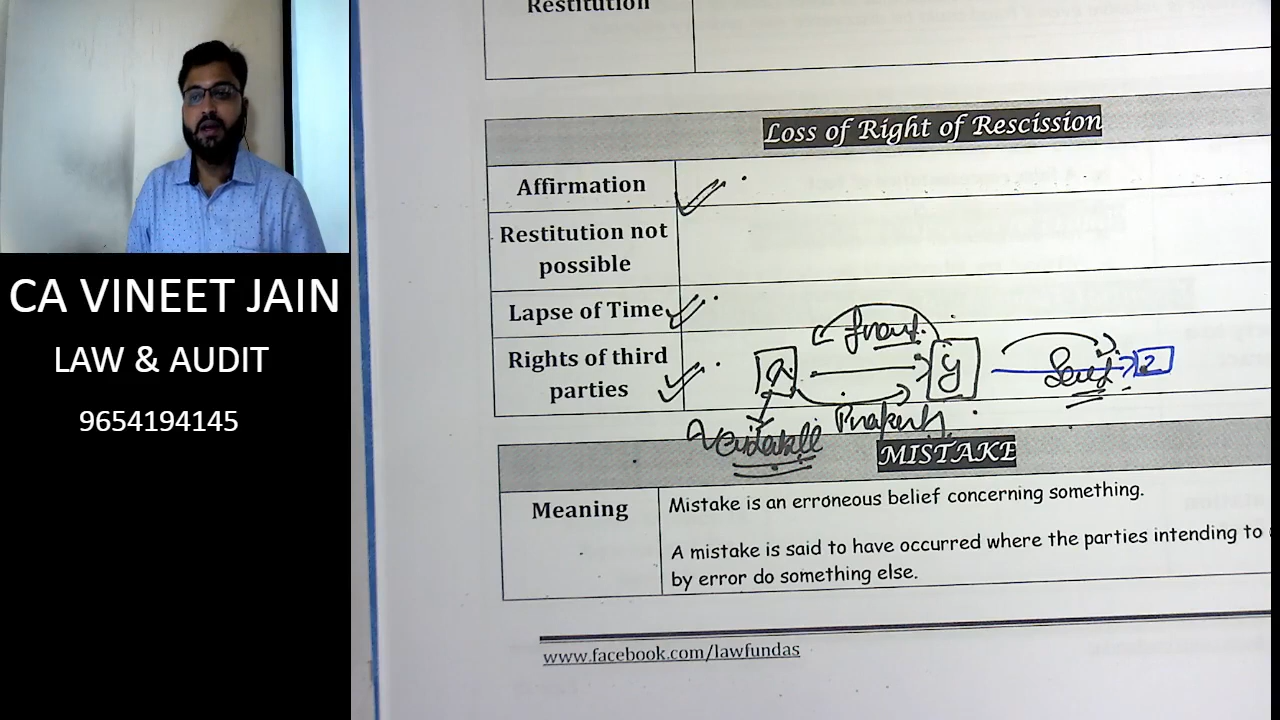 Restitution
Loss of Right of Rescission
Affirmation
Restitution not
possible
Lapse of Time
Rights of third
parties
fraud
y
z
Property
Voidable
MISTAKE
Meaning
Mistake is an erroneous belief concerning something.
A mistake is said to have occurred where the parties intending to
by error do something else.
www.facebook.com/lawfundas
CA VINEET JAIN
LAW & AUDIT
9654194145